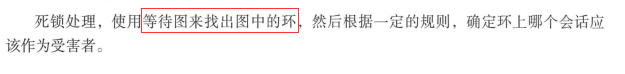 死锁处理，使用等待图来找出图中的环，然后根据一定的规则，确定环上哪个会话应
该作为受害者。